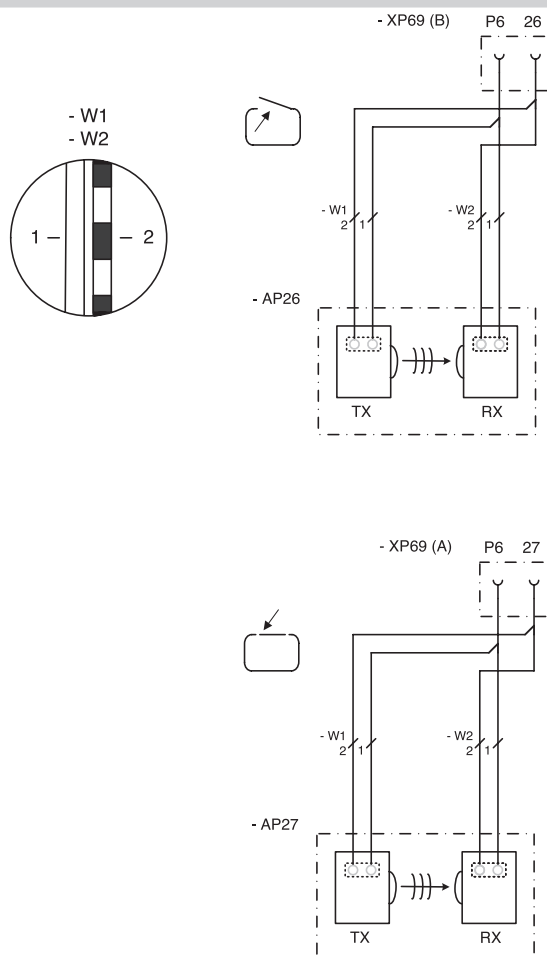 - XP69 (B) P6 26
- W1
- W2
1 2
- W1 - W2
2 1 2 1
- AP26
TX RX
- XP69 (A) P6 27
- W1 - W2
2 1 2 1
- AP27
TX RX